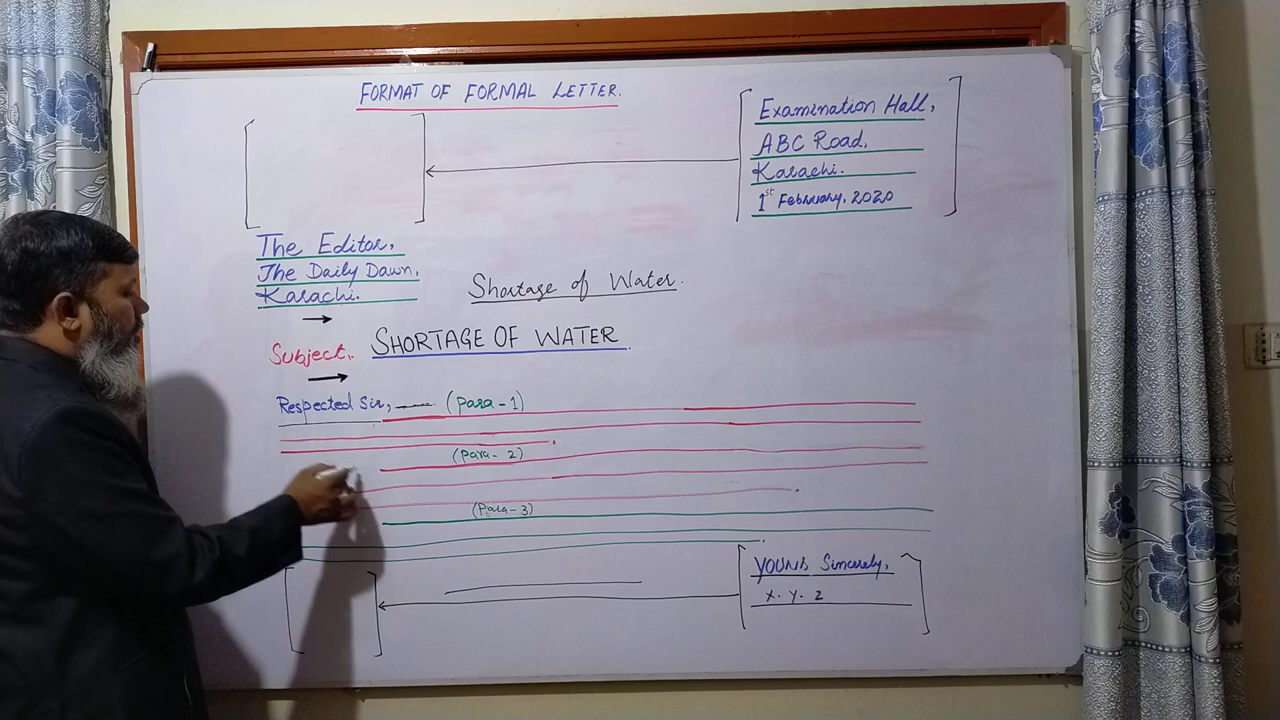 FORMAT OF FORMAL LETTER.
Examination Hall,
ABC Road,
Karachi.
1st February, 2020
The Editor,
The Daily Dawn,
Karachi.
Shortage of Water.
Subject:. SHORTAGE OF WATER.
Respected Sir, (para-1)
(para-2)
(Para-3)
YOURS Sincerely,
X. Y. Z